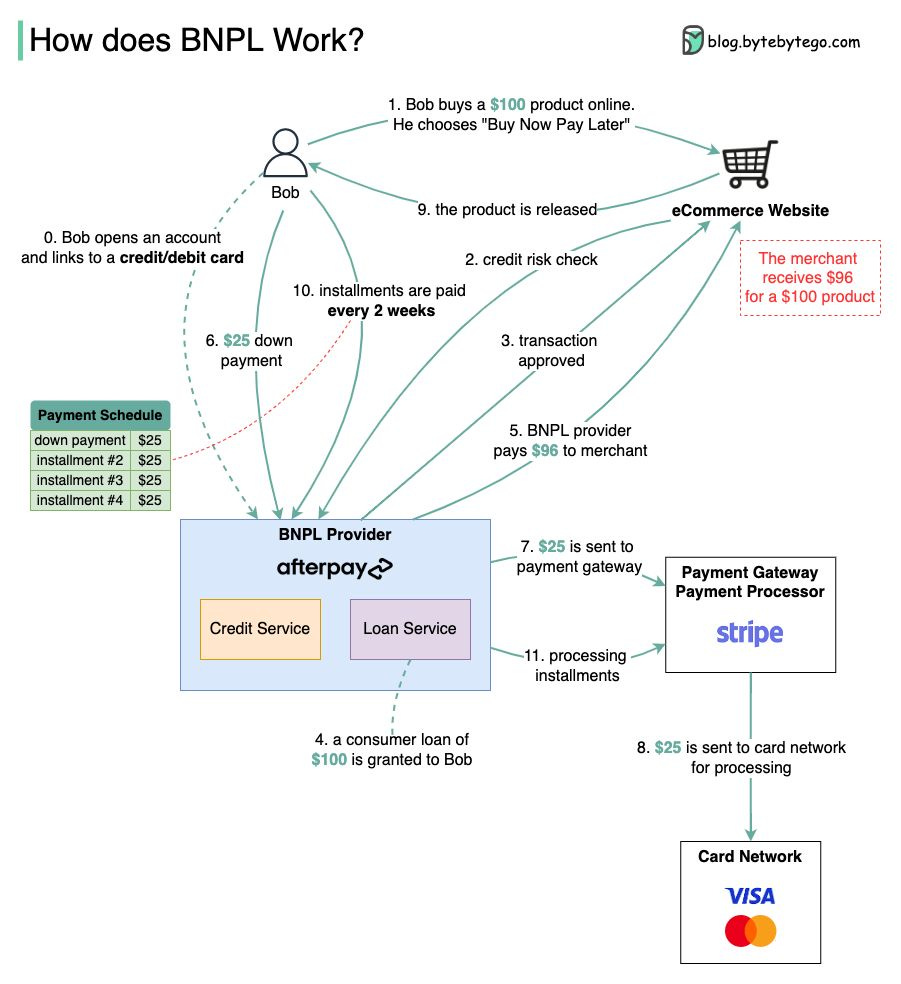 How does BNPL Work?
blog.bytebytego.com
1. Bob buys a $100 product online.
He chooses "Buy Now Pay Later"
Bob
9. the product is released
eCommerce Website
0. Bob opens an account
and links to a credit/debit card
2. credit risk check
The merchant
receives $96
for a $100 product
10. installments are paid
every 2 weeks
6. $25 down
payment
3. transaction
approved
Payment Schedule
down payment $25
installment #2 $25
installment #3 $25
installment #4 $25
5. BNPL provider
pays $96 to merchant
BNPL Provider
afterpay
Credit Service
Loan Service
7. $25 is sent to
payment gateway
Payment Gateway
Payment Processor
stripe
11. processing
installments
4. a consumer loan of
$100 is granted to Bob
8. $25 is sent to card network
for processing
Card Network
VISA